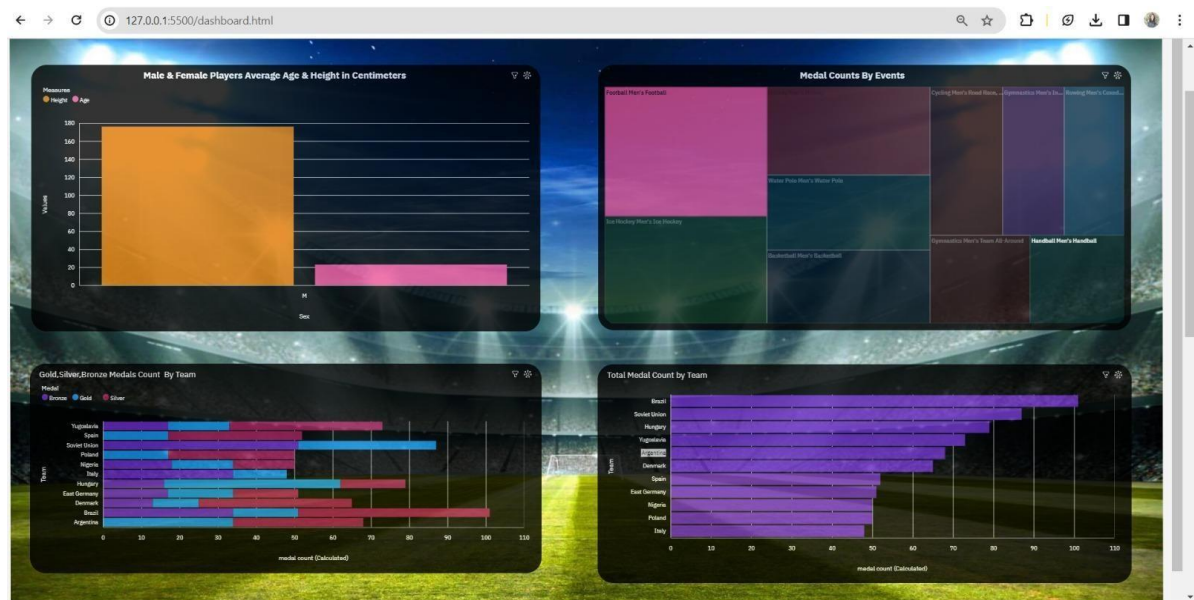 127.0.0.1:5500/dashboard.html
Male & Female Players Average Age & Height in Centimeters
Measures
Height Age
180
160
140
120
100
80
60
40
20
0
Values
M
Sex
Medal Counts By Events
Football Men's Football
Cycling Men's Road Race, ...
Gymnastics Men's In...
Rowing Men's Coxed...
Water Polo Men's Water Polo
Ice Hockey Men's Ice Hockey
Basketball Men's Basketball
Gymnastics Men's Team All-Around
Handball Men's Handball
Gold,Silver,Bronze Medals Count By Team
Medal
Bronze Gold Silver
Team
Yugoslavia
Spain
Soviet Union
Poland
Nigeria
Italy
Hungary
East Germany
Denmark
Brazil
Argentina
0 10 20 30 40 50 60 70 80 90 100 110
medal count (Calculated)
Total Medal Count by Team
Team
Brazil
Soviet Union
Hungary
Yugoslavia
Argentina
Denmark
Spain
East Germany
Nigeria
Poland
Italy
0 10 20 30 40 50 60 70 80 90 100 110
medal count (Calculated)